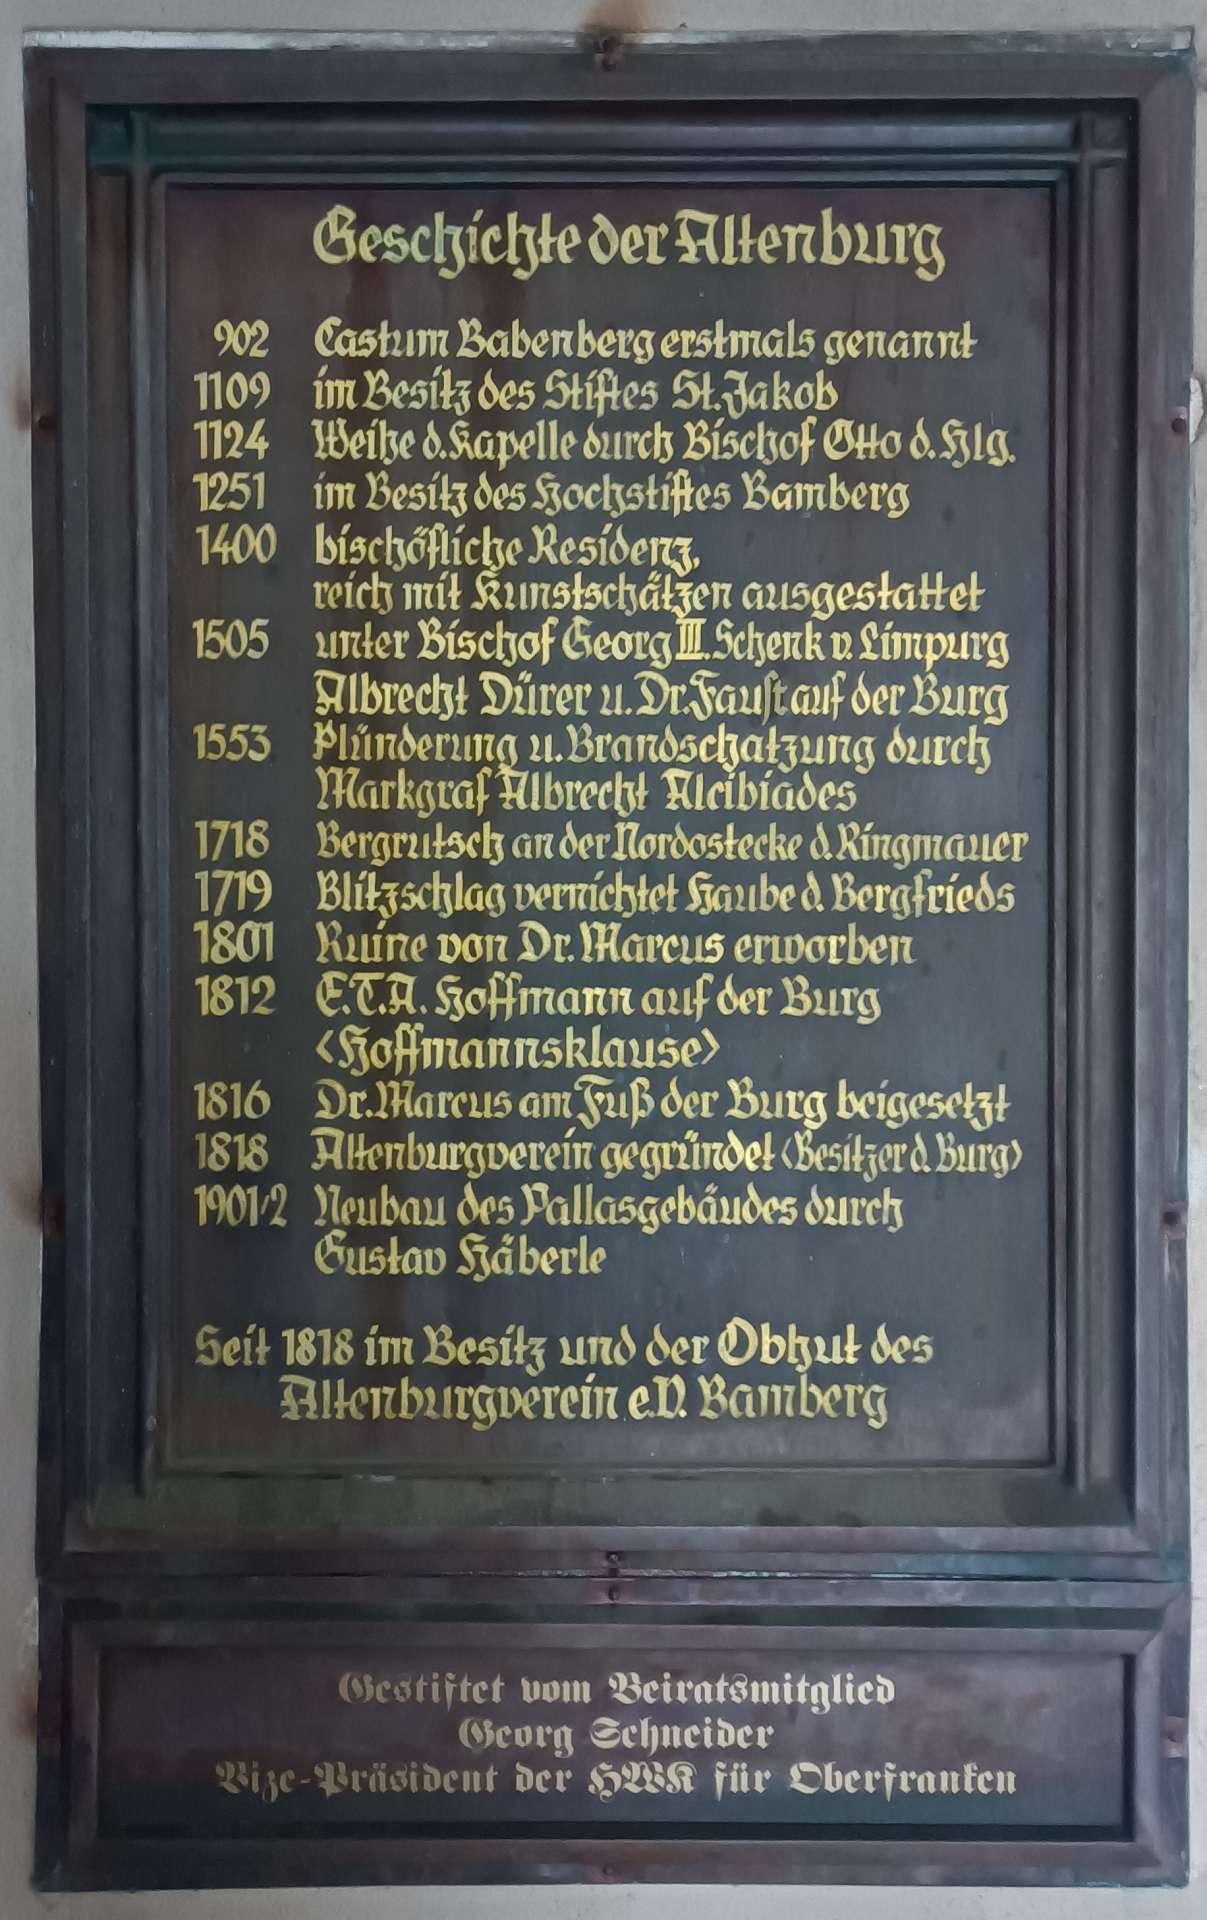 Geschichte der Altenburg
902 Castum Babenberg erstmals genannt
1109 im Besitz des Stiftes St. Jakob
1124 Weihe d. Kapelle durch Bischof Otto d. Hlg.
1251 im Besitz des Hochstiftes Bamberg
1400 bischöfliche Residenz,
reich mit Kunstschätzen ausgestattet
1505 unter Bischof Georg III. Schenk v. Limpurg
Albrecht Dürer u. Dr. Faust auf der Burg
1553 Plünderung u. Brandschatzung durch
Markgraf Albrecht Alcibiades
1718 Bergrutsch an der Nordostecke d. Ringmauer
1719 Blitzschlag vernichtet Haube d. Bergfrieds
1801 Ruine von Dr. Marcus erworben
1812 E.T.A. Hoffmann auf der Burg
<Hoffmannsklause>
1816 Dr. Marcus am Fuß der Burg beigesetzt
1818 Altenburgverein gegründet <Besitzer d. Burg>
1901/2 Neubau des Pallasgebäudes durch
Gustav Häberle
Seit 1818 im Besitz und der Obhut des
Altenburgverein e.V. Bamberg
Gestiftet vom Beiratsmitglied
Georg Schneider
Vize-Präsident der HWK für Oberfranken